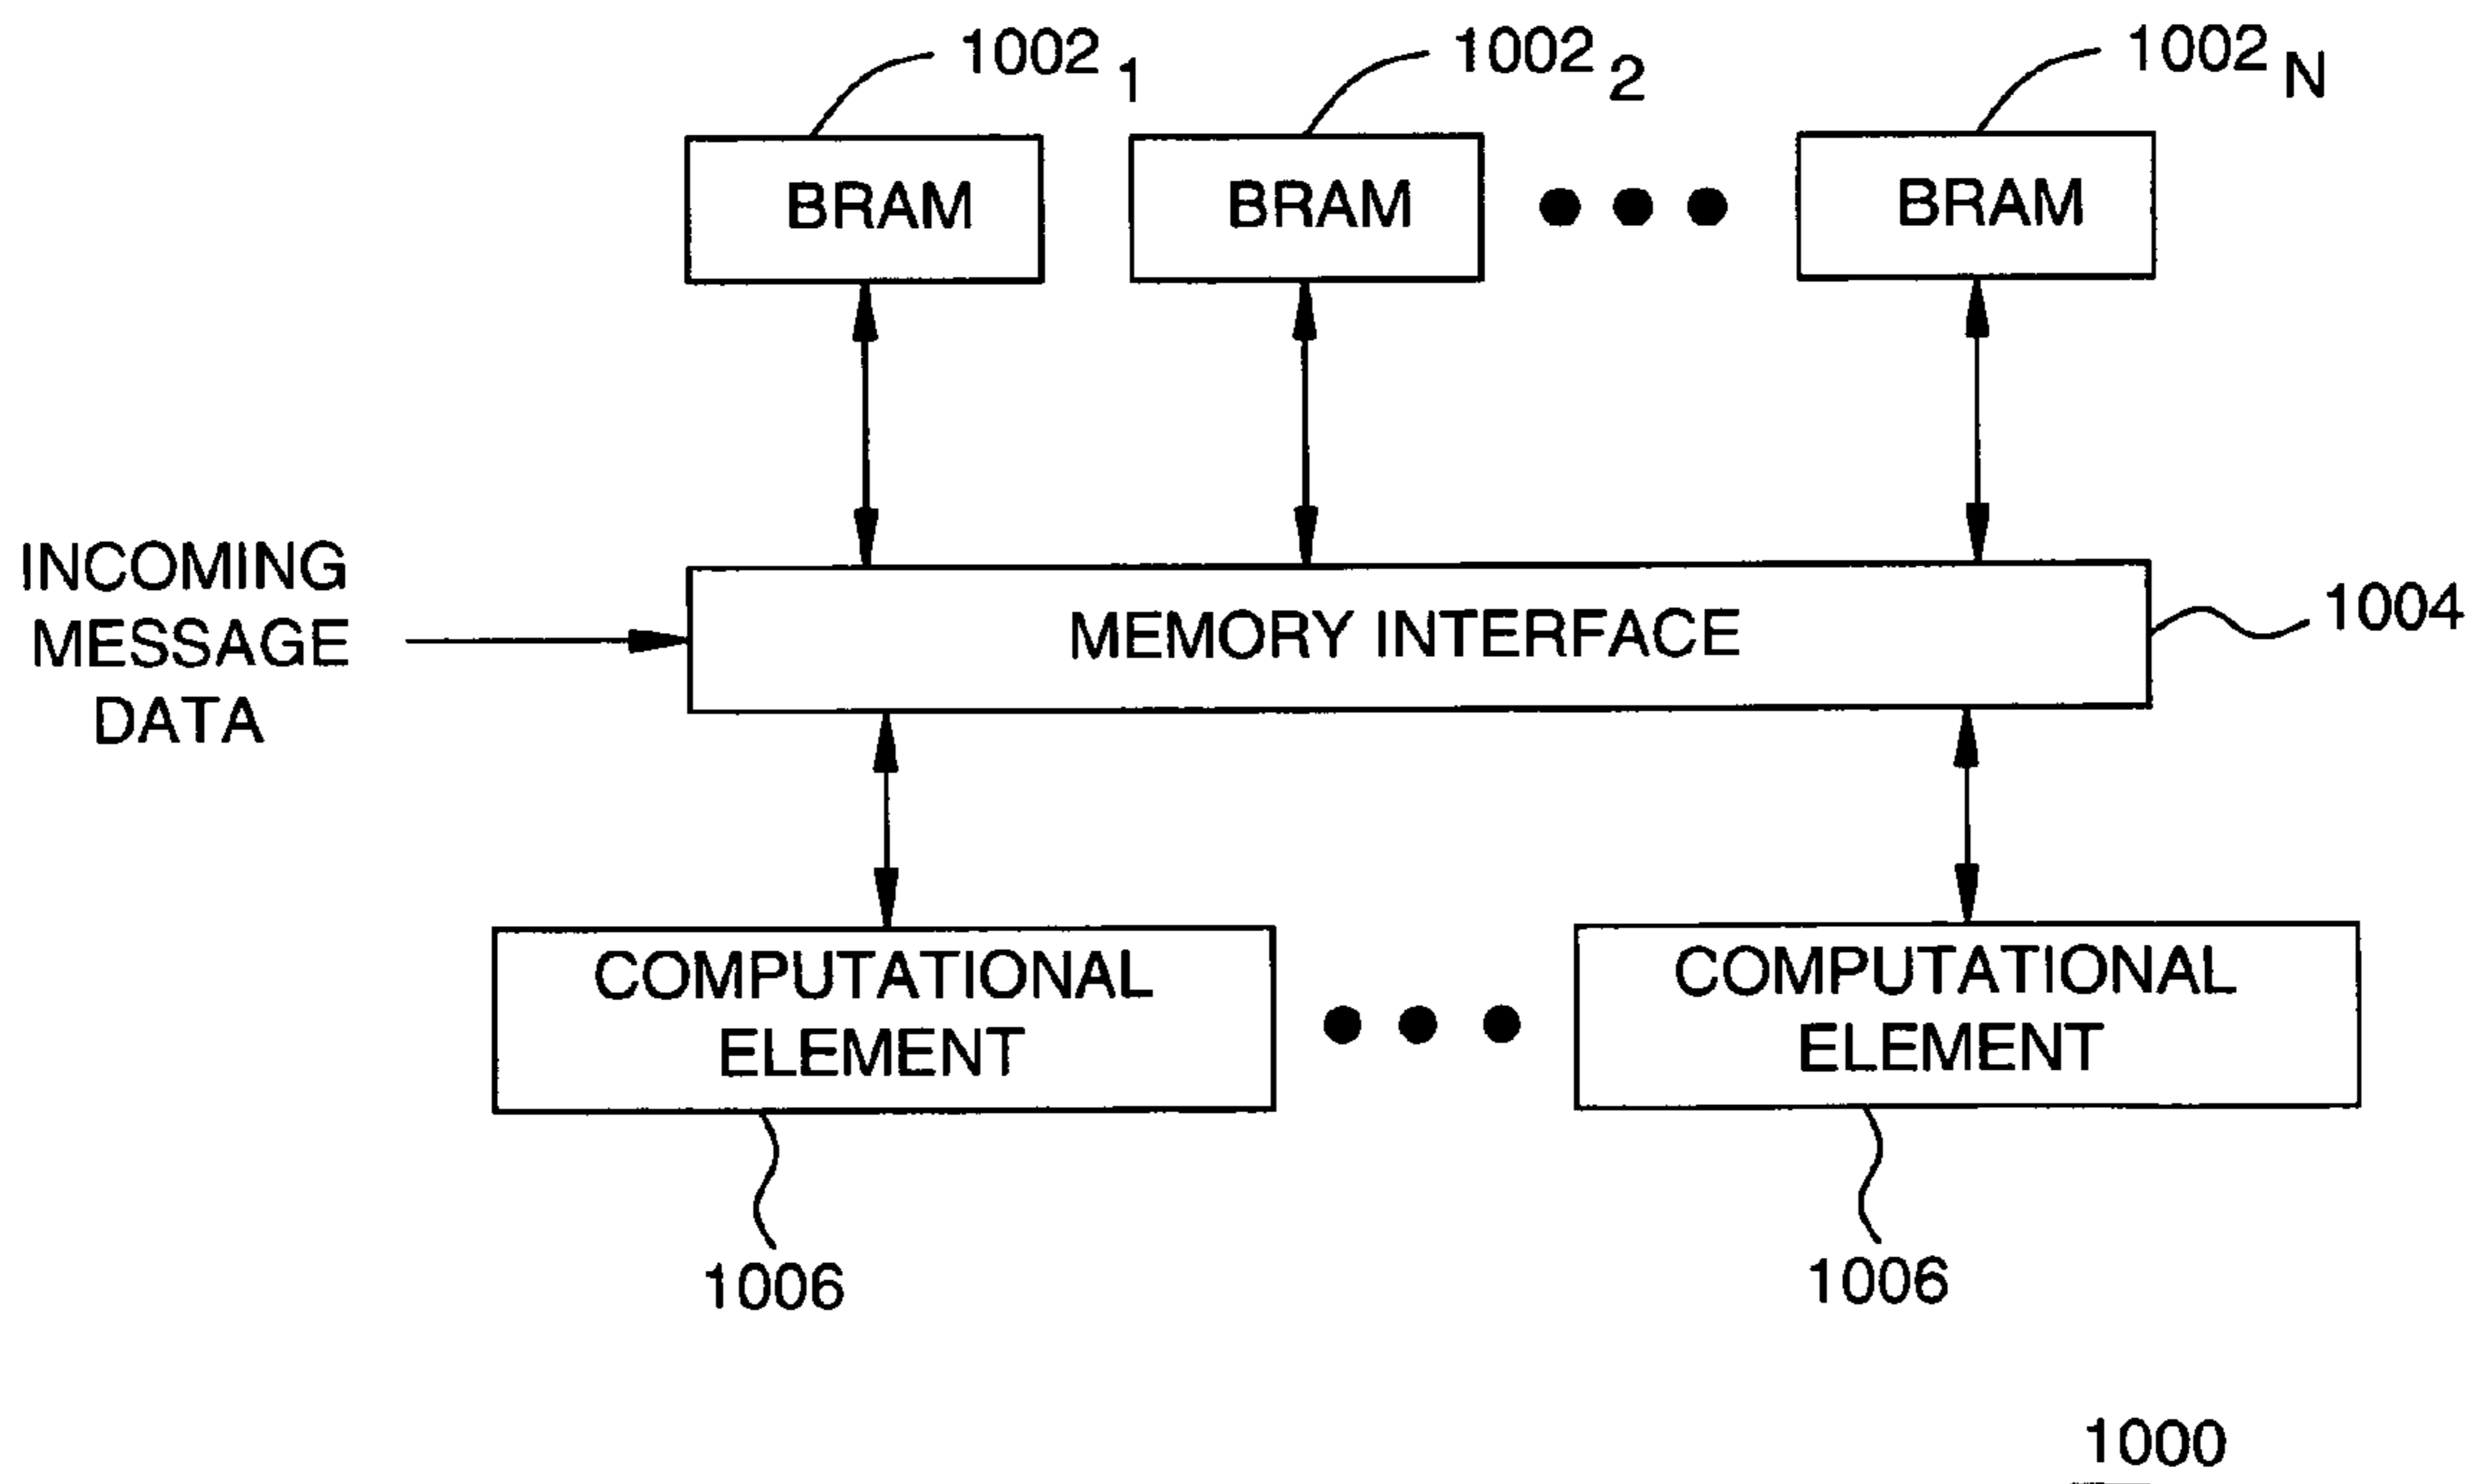 1002 1
1002 2
1002 N
BRAM
BRAM
BRAM
INCOMING
MESSAGE
DATA
MEMORY INTERFACE
1004
COMPUTATIONAL
ELEMENT
COMPUTATIONAL
ELEMENT
1006
1006
1000